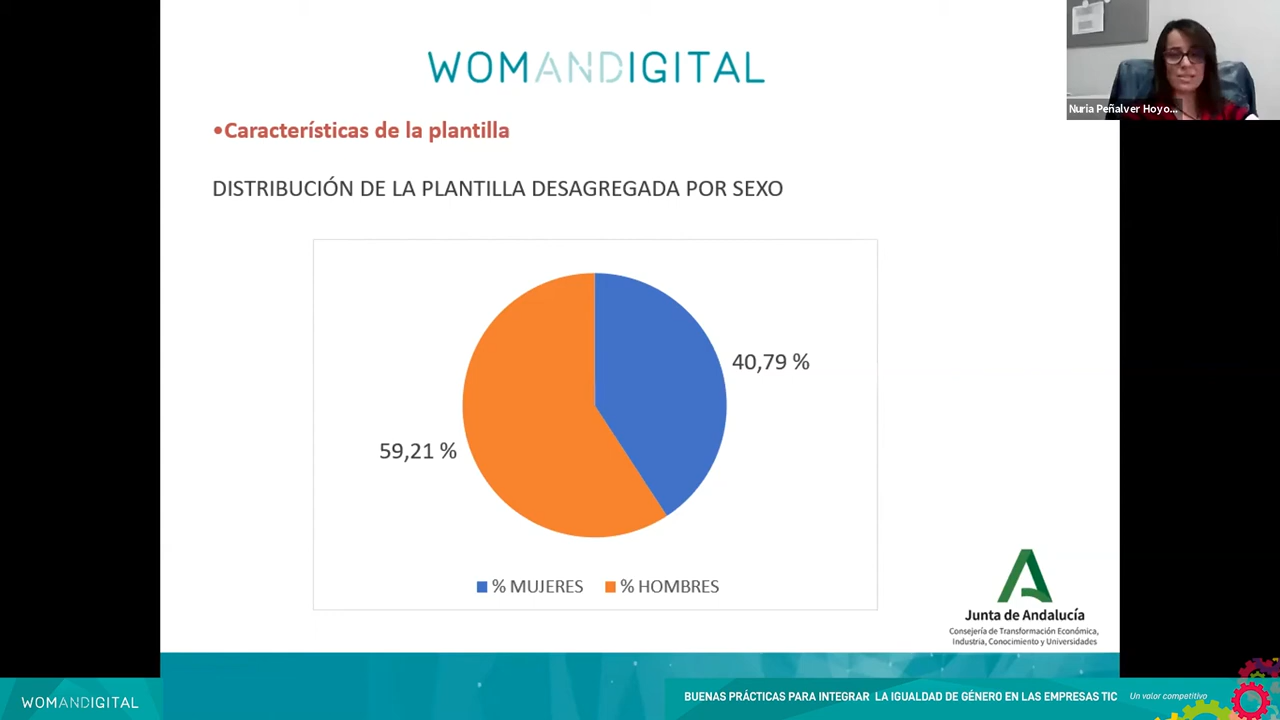 WOMANDIGITAL
Nuria Peñalver Hoyo...
•Características de la plantilla
DISTRIBUCIÓN DE LA PLANTILLA DESAGREGADA POR SEXO
40,79 %
59,21 %
% MUJERES % HOMBRES
Junta de Andalucía
Consejería de Transformación Económica,
Industria, Conocimiento y Universidades
WOMANDIGITAL
BUENAS PRÁCTICAS PARA INTEGRAR LA IGUALDAD DE GÉNERO EN LAS EMPRESAS TIC Un valor competitivo